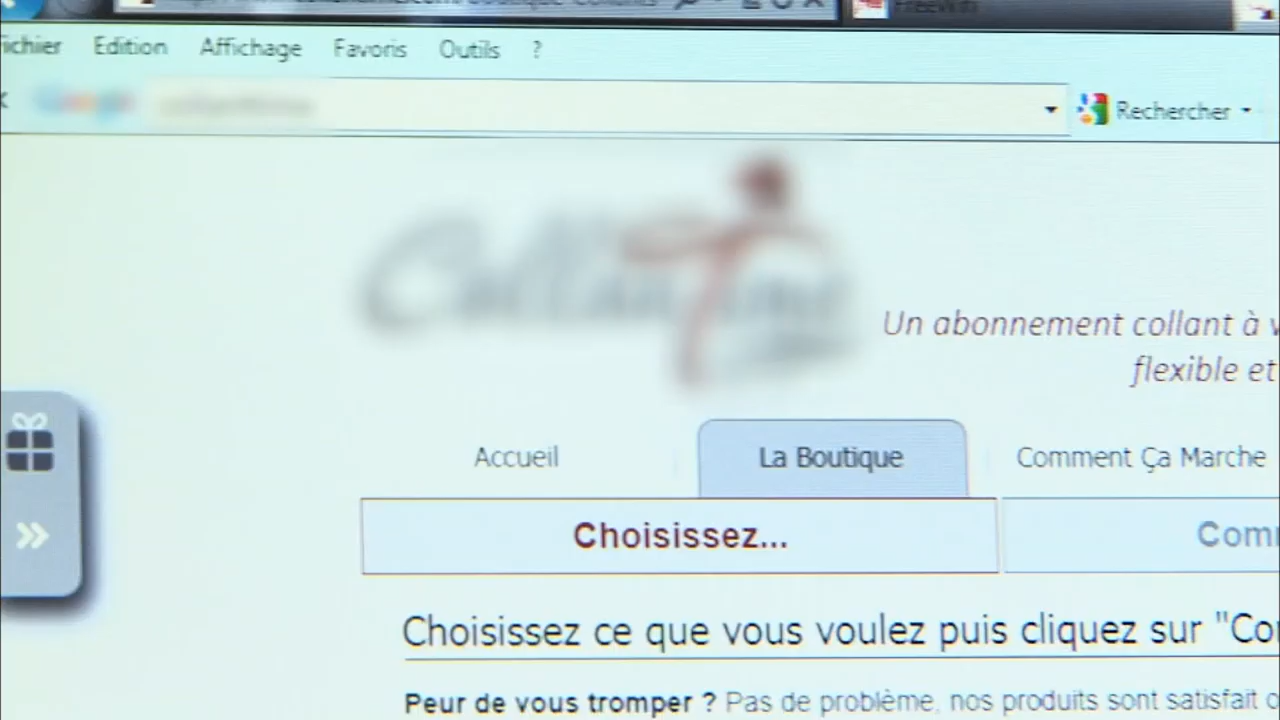 FreeWifi
ichier Edition Affichage Favoris Outils ?
Rechercher
Un abonnement collant à v
flexible et
Accueil La Boutique Comment Ça Marche
Choisissez... Com
Choisissez ce que vous voulez puis cliquez sur "Co
Peur de vous tromper ? Pas de problème, nos produits sont satisfait o